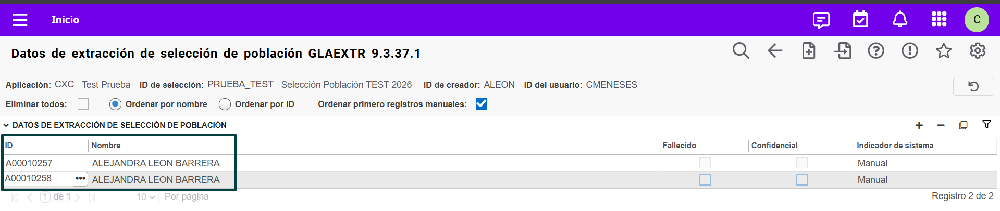 Inicio
C
Datos de extracción de selección de población GLAEXTR 9.3.37.1
Aplicación: CXC Test Prueba ID de selección: PRUEBA_TEST Selección Población TEST 2026 ID de creador: ALEON ID del usuario: CMENESES
Eliminar todos: Ordenar por nombre Ordenar por ID Ordenar primero registros manuales:
DATOS DE EXTRACCIÓN DE SELECCIÓN DE POBLACIÓN
ID Nombre Fallecido Confidencial Indicador de sistema
A00010257 ALEJANDRA LEON BARRERA Manual
A00010258 ••• ALEJANDRA LEON BARRERA Manual
1 de 1 10 Por página Registro 2 de 2